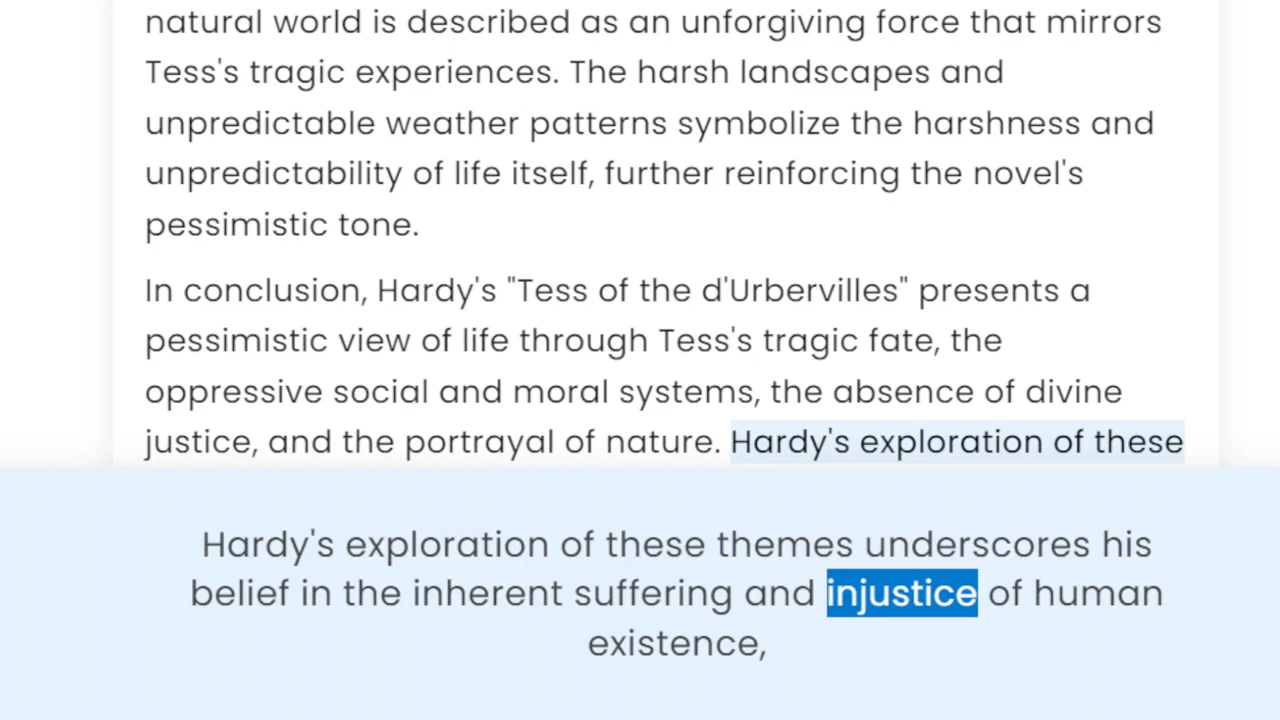 natural world is described as an unforgiving force that mirrors
Tess's tragic experiences. The harsh landscapes and
unpredictable weather patterns symbolize the harshness and
unpredictability of life itself, further reinforcing the novel's
pessimistic tone.
In conclusion, Hardy's "Tess of the d'Urbervilles" presents a
pessimistic view of life through Tess's tragic fate, the
oppressive social and moral systems, the absence of divine
justice, and the portrayal of nature. Hardy's exploration of these
Hardy's exploration of these themes underscores his
belief in the inherent suffering and injustice of human
existence,